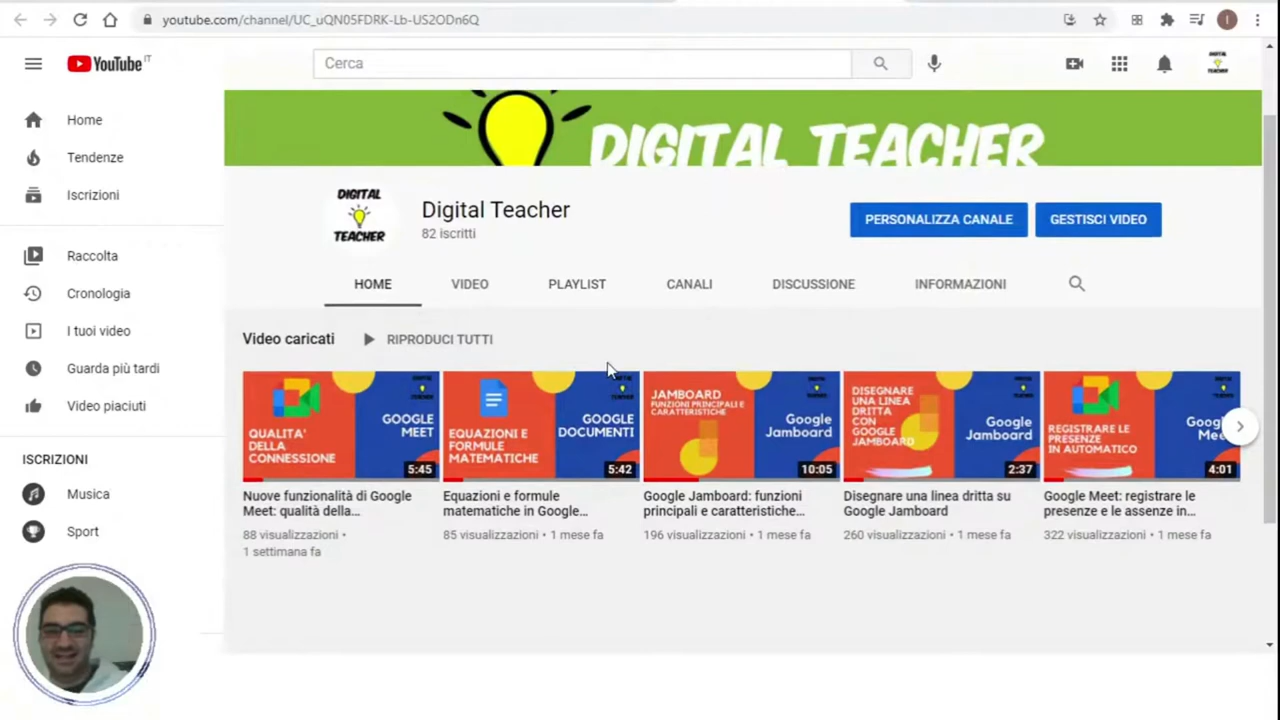 youtube.com/channel/UC_uQN05FDRK-Lb-US2ODn6Q
I
YouTube IT
Cerca
DIGITAL TEACHER
Home
Tendenze
Iscrizioni
Raccolta
Cronologia
I tuoi video
Guarda più tardi
Video piaciuti
ISCRIZIONI
Musica
Sport
DIGITAL TEACHER
DIGITAL
TEACHER
Digital Teacher
82 iscritti
PERSONALIZZA CANALE
GESTISCI VIDEO
HOME
VIDEO
PLAYLIST
CANALI
DISCUSSIONE
INFORMAZIONI
Video caricati
RIPRODUCI TUTTI
QUALITA'
DELLA
CONNESSIONE
GOOGLE
MEET
5:45
Nuove funzionalità di Google
Meet: qualità della...
88 visualizzazioni •
1 settimana fa
EQUAZIONI E
FORMULE
MATEMATICHE
GOOGLE
DOCUMENTI
5:42
Equazioni e formule
matematiche in Google...
85 visualizzazioni • 1 mese fa
JAMBOARD
FUNZIONI PRINCIPALI E
CARATTERISTICHE
Google
Jamboard
10:05
Google Jamboard: funzioni
principali e caratteristiche...
196 visualizzazioni • 1 mese fa
DISEGNARE
UNA LINEA
DRITTA
CON
GOOGLE
JAMBOARD
Google
Jamboard
2:37
Disegnare una linea dritta su
Google Jamboard
260 visualizzazioni • 1 mese fa
REGISTRARE LE
PRESENZE
IN AUTOMATICO
4:01
Google Meet: registrare le
presenze e le assenze in...
322 visualizzazioni • 1 mese fa